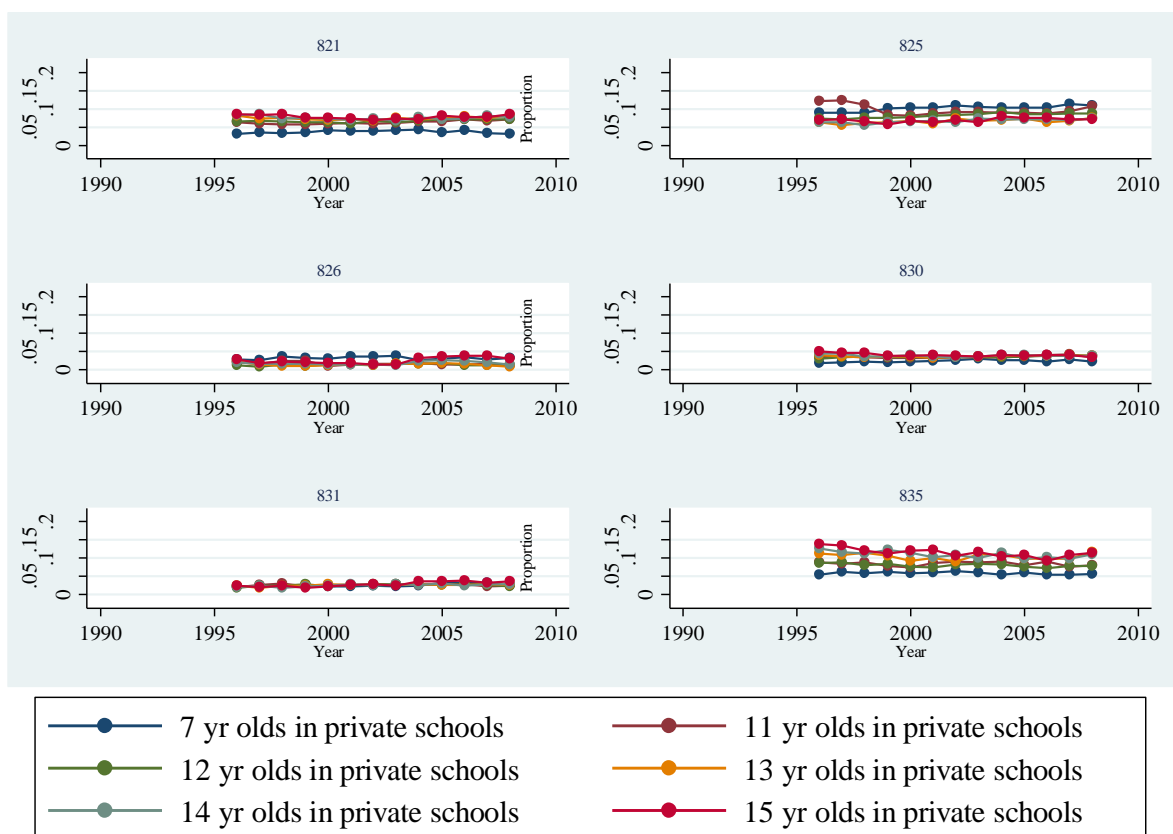 821
825
0 .05 .1 .15 .2
Proportion
0 .05 .1 .15 .2
1990 1995 2000 2005 2010
1990 1995 2000 2005 2010
Year
Year
826
830
0 .05 .1 .15 .2
Proportion
0 .05 .1 .15 .2
1990 1995 2000 2005 2010
1990 1995 2000 2005 2010
Year
Year
831
835
0 .05 .1 .15 .2
Proportion
0 .05 .1 .15 .2
1990 1995 2000 2005 2010
1990 1995 2000 2005 2010
Year
Year
7 yr olds in private schools
11 yr olds in private schools
12 yr olds in private schools
13 yr olds in private schools
14 yr olds in private schools
15 yr olds in private schools